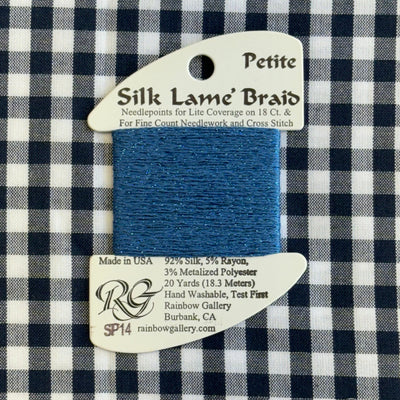 Petite
Silk Lame' Braid
Needlepoints for Lite Coverage on 18 Ct. &
For Fine Count Needlework and Cross Stitch
Made in USA
92% Silk, 5% Rayon,
3% Metalized Polyester
20 Yards (18.3 Meters)
Hand Washable, Test First
Rainbow Gallery
Burbank, CA
RG
SP14
rainbowgallery.com